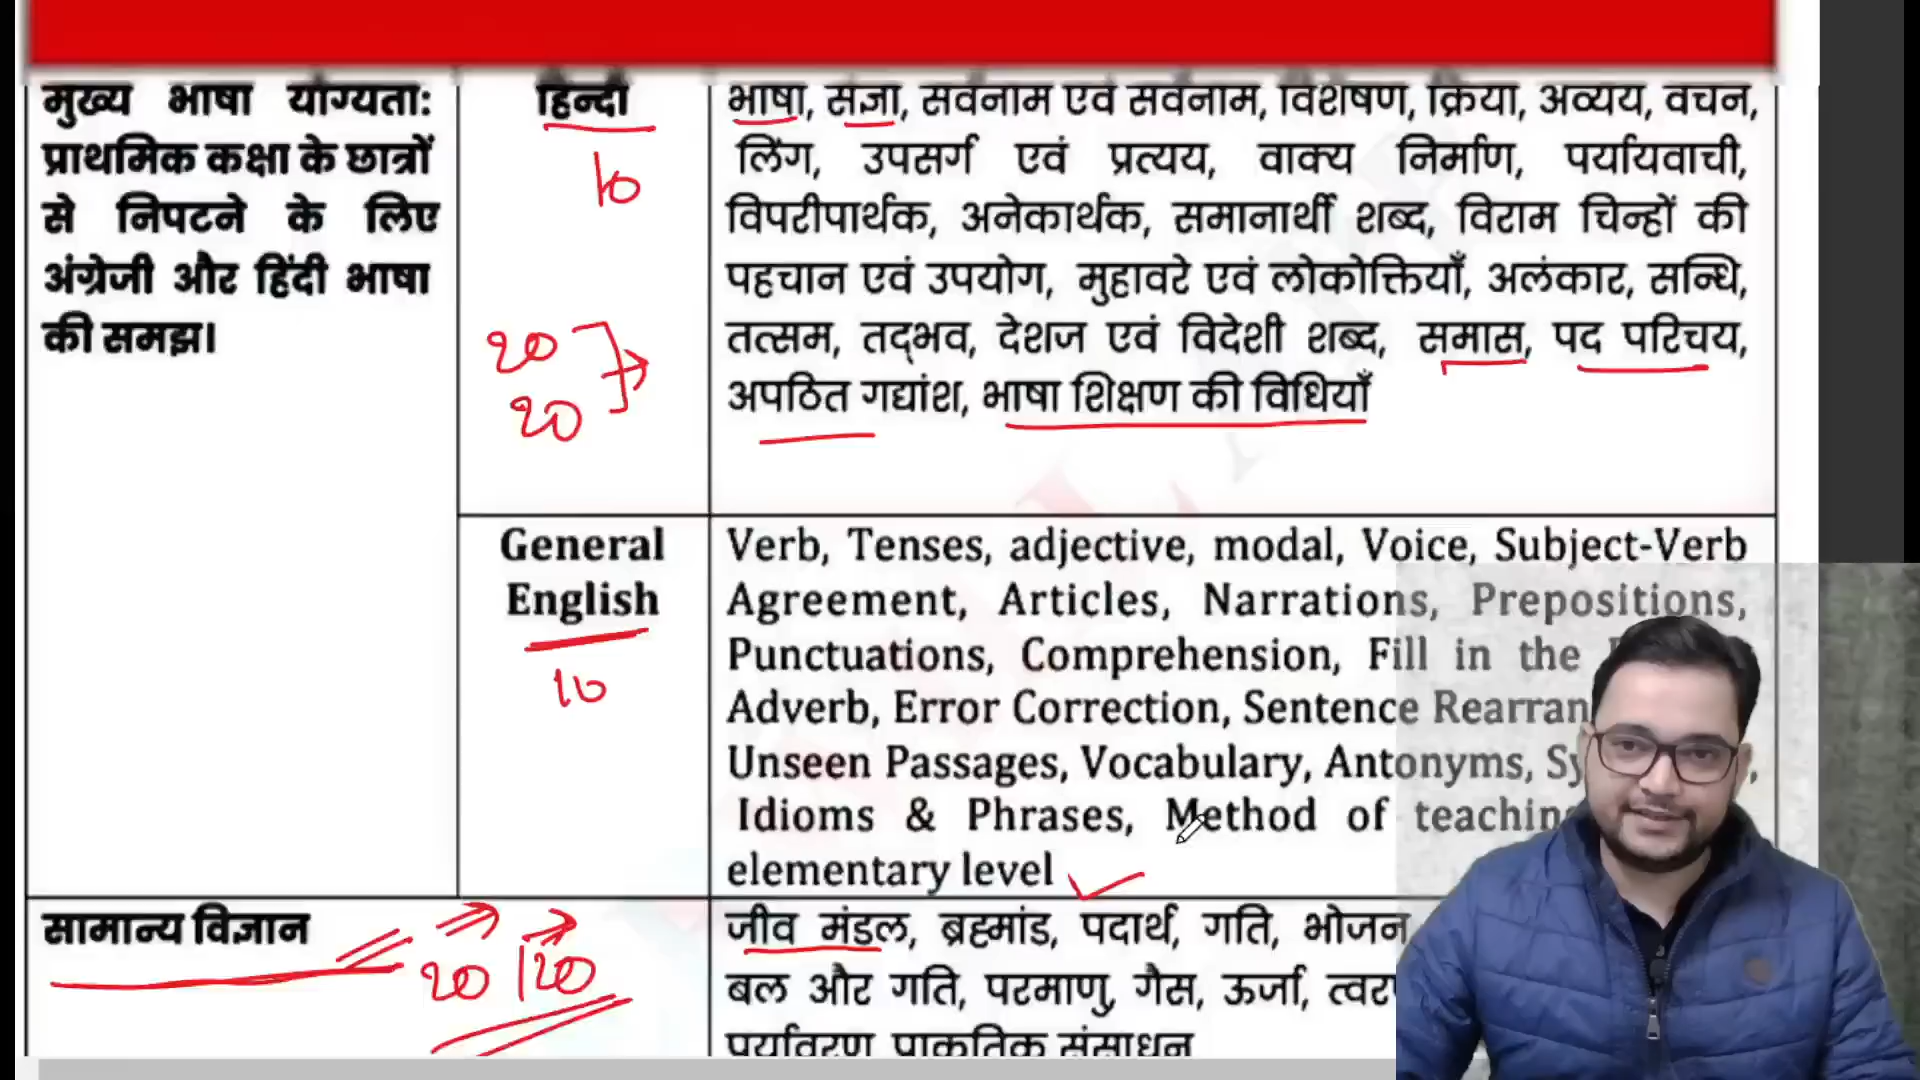 मुख्य भाषा योग्यता:
प्राथमिक कक्षा के छात्रों
से निपटने के लिए
अंग्रेजी और हिंदी भाषा
की समझ।
हिन्दी
10
20
20
भाषा, संज्ञा, सर्वनाम एवं सर्वनाम, विशेषण, क्रिया, अव्यय, वचन,
लिंग, उपसर्ग एवं प्रत्यय, वाक्य निर्माण, पर्यायवाची,
विपरीपार्थक, अनेकार्थक, समानार्थी शब्द, विराम चिन्हों की
पहचान एवं उपयोग, मुहावरे एवं लोकोक्तियाँ, अलंकार, सन्धि,
तत्सम, तद्भव, देशज एवं विदेशी शब्द, समास, पद परिचय,
अपठित गद्यांश, भाषा शिक्षण की विधियाँ
General
English
10
Verb, Tenses, adjective, modal, Voice, Subject-Verb
Agreement, Articles, Narrations, Prepositions,
Punctuations, Comprehension, Fill in the
Adverb, Error Correction, Sentence
Unseen Passages, Vocabulary, Antonyms,
Idioms & Phrases, Method of
elementary level
सामान्य विज्ञान
20 120
जीव मंडल, ब्रह्मांड, पदार्थ, गति, भोजन
बल और गति, परमाणु, गैस, ऊर्जा,
पर्यावरण प्राकृतिक संसाधन